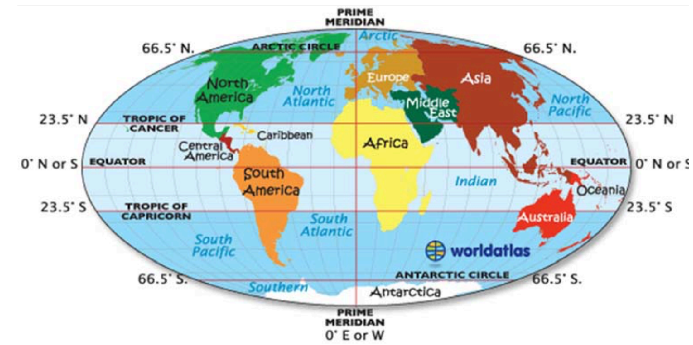 PRIME
MERIDIAN
Arctic
66.5° N.
ARCTIC CIRCLE
66.5° N.
North
America
North
Atlantic
Europe
Asia
Middle
East
North
Pacific
23.5° N
TROPIC OF
CANCER
23.5° N
Caribbean
Central
America
Africa
0° N or S
EQUATOR
EQUATOR
0° N or S
South
America
Indian
Oceania
23.5° S
TROPIC OF
CAPRICORN
South
Atlantic
Australia
23.5° S
South
Pacific
worldatlas
66.5° S.
Southern
ANTARCTIC CIRCLE
66.5° S.
Antarctica
PRIME
MERIDIAN
0° E or W